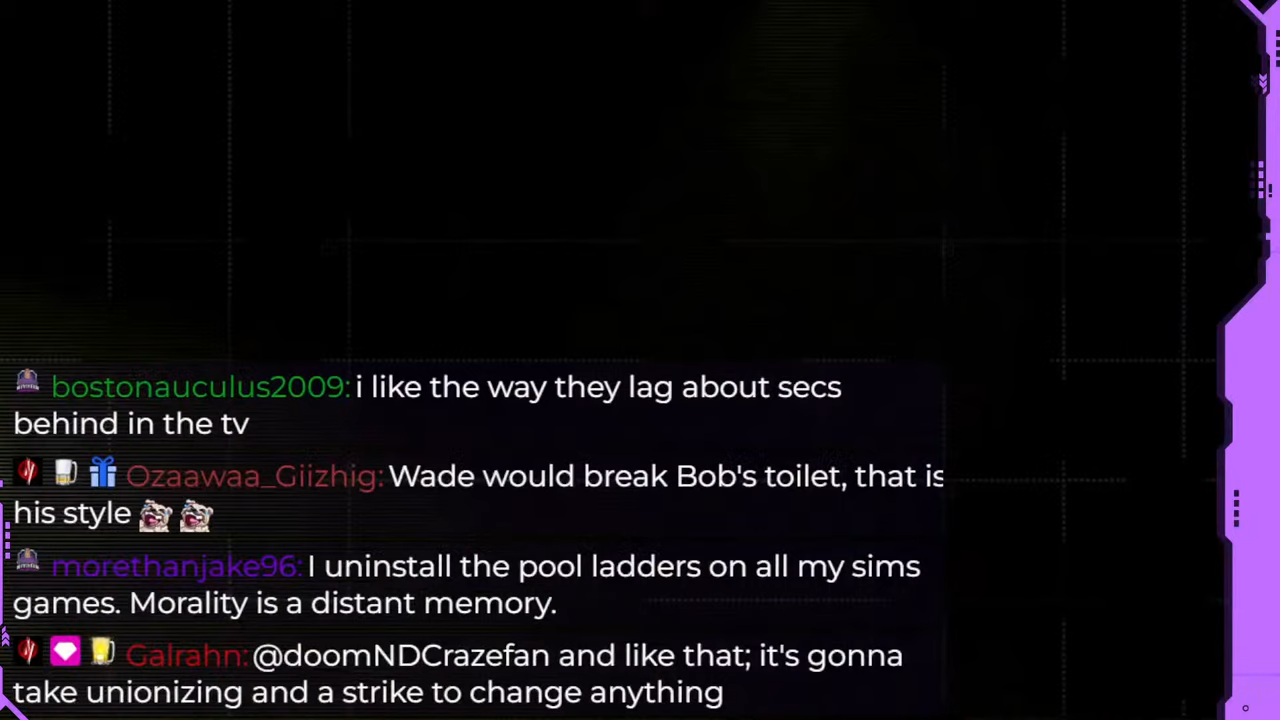 bostonauculus2009: i like the way they lag about secs
behind in the tv
Ozaawaa_Giizhig: Wade would break Bob's toilet, that is
his style
morethanjake96: I uninstall the pool ladders on all my sims
games. Morality is a distant memory.
Galrahn: @doomNDCrazefan and like that; it's gonna
take unionizing and a strike to change anything